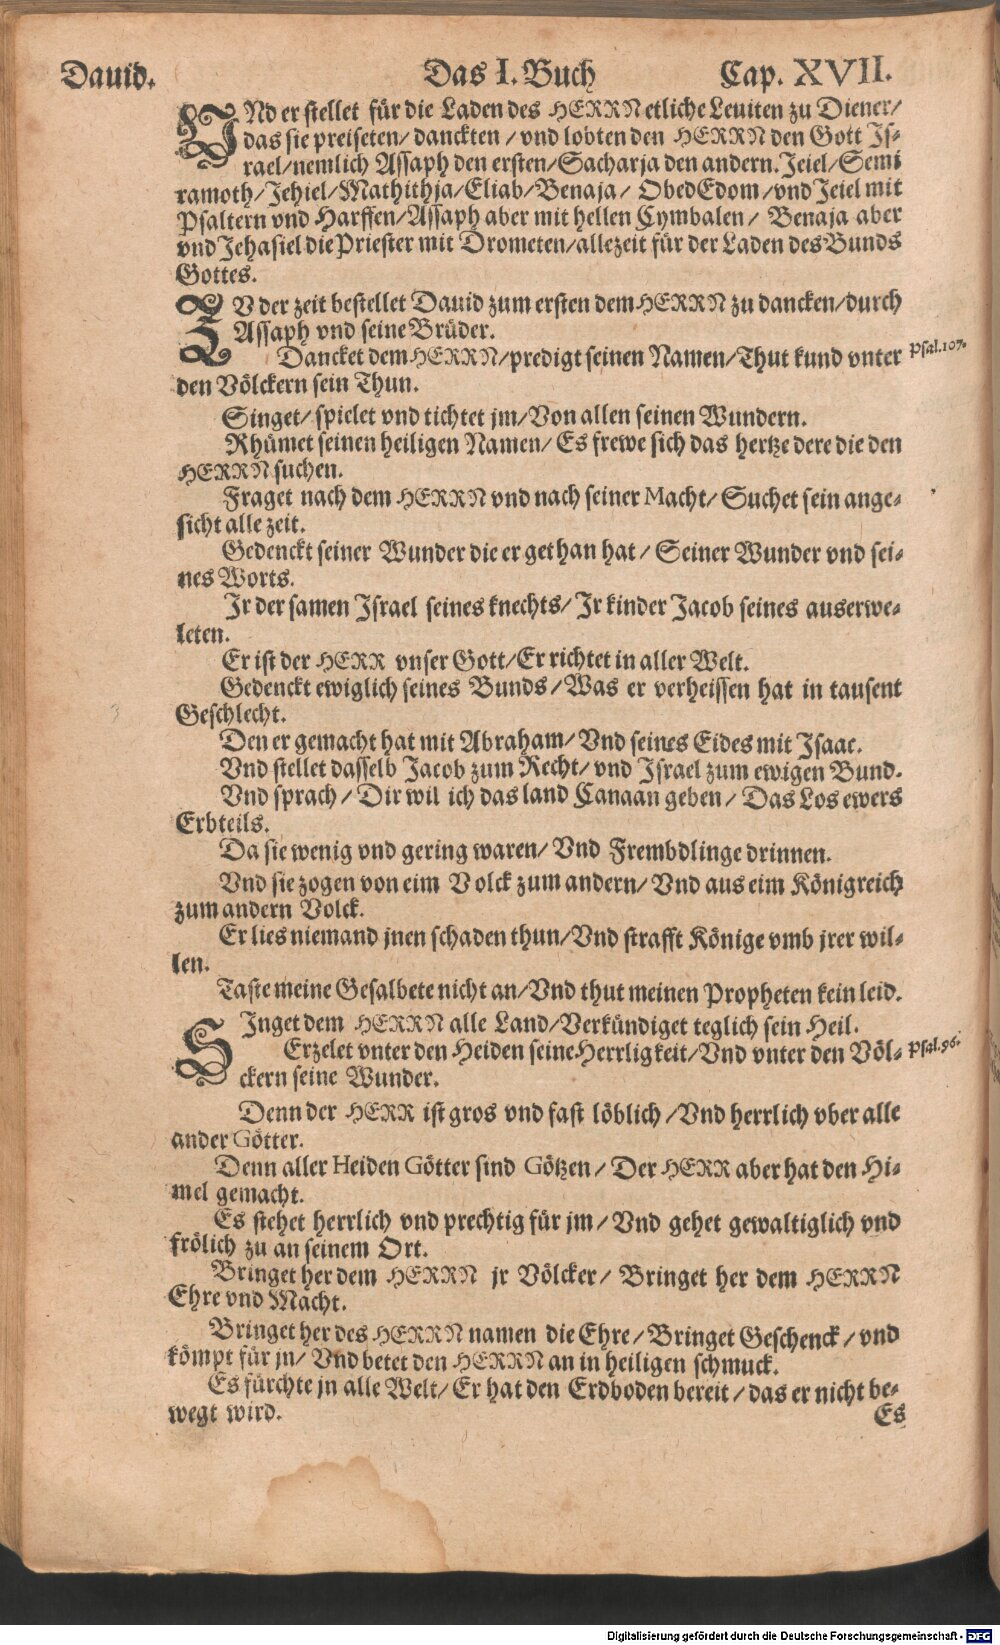 Dauid. Das I. Buch Cap. XVII.
VNd er stellet für die Laden des HERRN etliche Leuiten zu Diener/
das sie preiseten/ danckten / vnd lobten den HERRN den Gott Js-
rael/nemlich Assaph den ersten/Sacharja den andern. Jeiel/Semi
ramoth/Jehiel/Mathithja/Eliab/Benaja/ ObedEdom /vnd Jeiel mit
Psaltern vnd Harffen/Assaph aber mit hellen Cymbalen/ Benaja aber
vnd Jehasiel die Priester mit Drometen/allezeit für der Laden des Bunds
Gottes.
ZV der zeit bestellet Dauid zum ersten dem HERRN zu dancken/durch
Assaph vnd seine Brüder.
Dancket dem HERRN/predigt seinen Namen/Thut kund vnter Psal.107.
den Völckern sein Thun.
Singet/ spielet vnd tichtet jm/Von allen seinen Wundern.
Rhümet seinen heiligen Namen/ Es frewe sich das hertze dere die den
HERRN suchen.
Fraget nach dem HERRN vnd nach seiner Macht/ Suchet sein ange-
sicht alle zeit.
Gedenckt seiner Wunder die er gethan hat / Seiner Wunder vnd sei-
nes Worts.
Jr der samen Jsrael seines knechts/ Jr kinder Jacob seines auserwe-
leten.
Er ist der HERR vnser Gott/Er richtet in aller Welt.
Gedenckt ewiglich seines Bunds /Was er verheissen hat in tausent
Geschlecht.
Den er gemacht hat mit Abraham/ Vnd seines Eides mit Jsaac.
Vnd stellet dasselb Jacob zum Recht/ vnd Jsrael zum ewigen Bund.
Vnd sprach / Dir wil ich das land Canaan geben / Das Los ewers
Erbteils.
Da sie wenig vnd gering waren/ Vnd Frembdlinge drinnen.
Vnd sie zogen von eim Volck zum andern/ Vnd aus eim Königreich
zum andern Volck.
Er lies niemand jnen schaden thun/Vnd strafft Könige vmb jrer wil-
len.
Taste meine Gesalbete nicht an/Vnd thut meinen Propheten kein leid.
SJnget dem HERRN alle Land/Verkündiget teglich sein Heil.
Erzelet vnter den Heiden seine Herrligkeit/Vnd vnter den Völ- Psal.96.
ckern seine Wunder.
Denn der HERR ist gros vnd fast löblich /Vnd herrlich vber alle
ander Götter.
Denn aller Heiden Götter sind Götzen / Der HERR aber hat den Hi-
mel gemacht.
Es stehet herrlich vnd prechtig für jm / Vnd gehet gewaltiglich vnd
frölich zu an seinem Ort.
Bringet her dem HERRN jr Völcker/ Bringet her dem HERRN
Ehre vnd Macht.
Bringet her des HERRN namen die Ehre / Bringet Geschenck / vnd
kömpt für jn/ Vnd betet den HERRN an in heiligen schmuck.
Es fürchte jn alle Welt/ Er hat den Erdboden bereit / das er nicht be-
wegt wird. Es
Digitalisierung gefördert durch die Deutsche Forschungsgemeinschaft - DFG